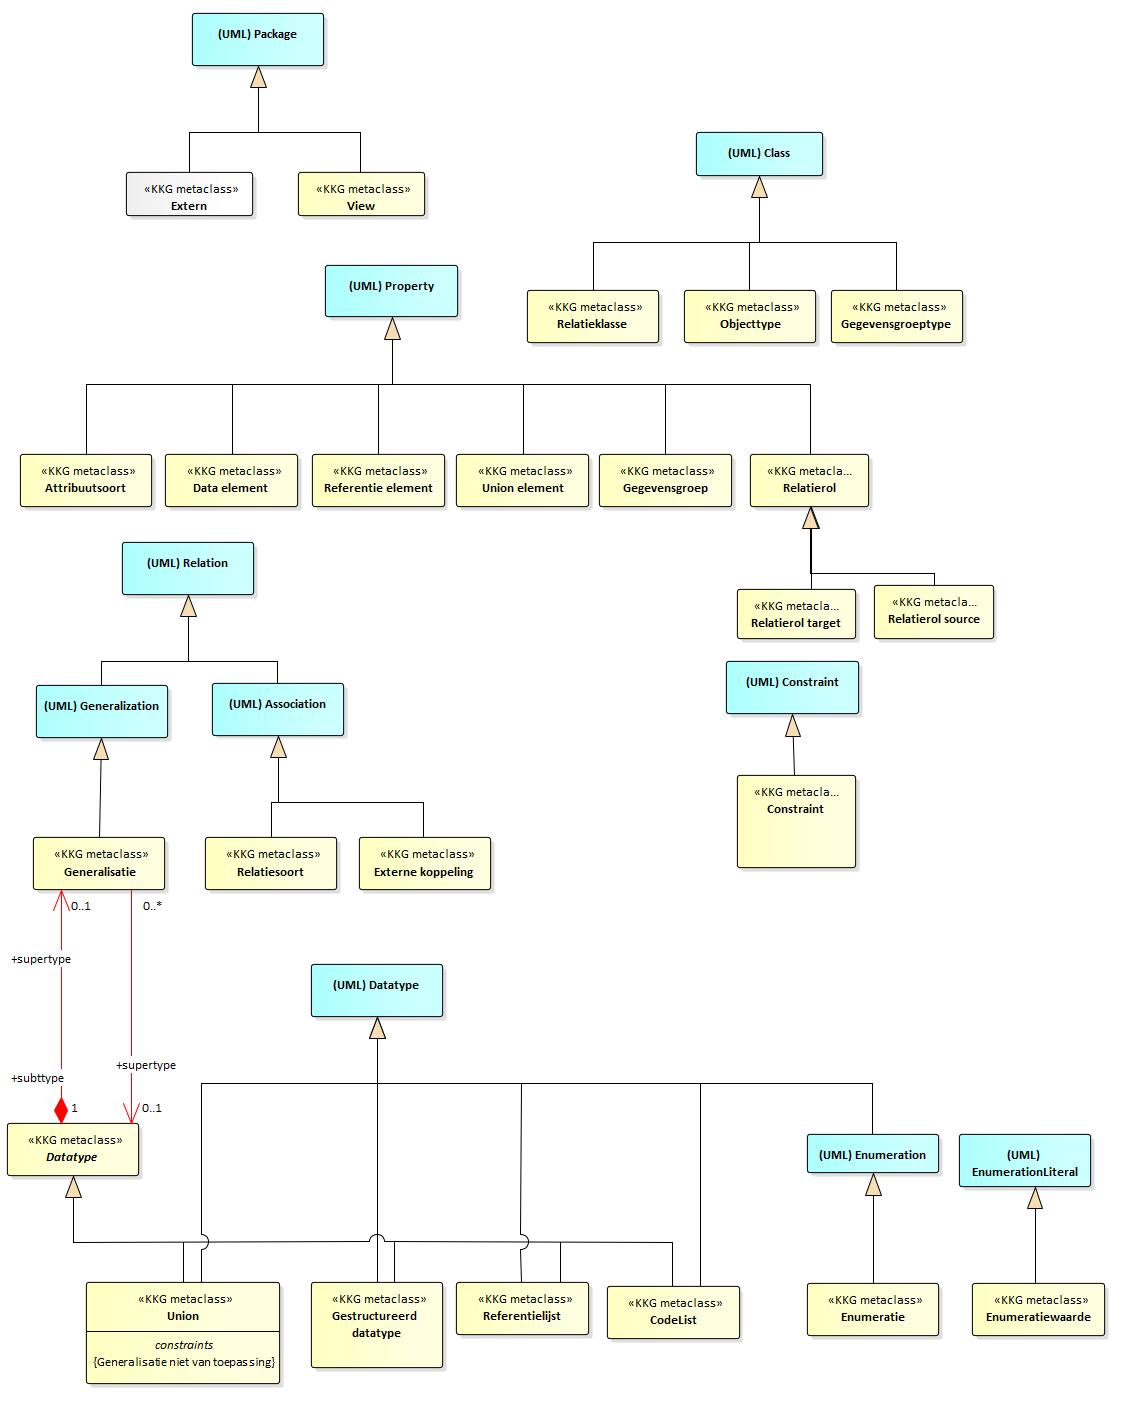 (UML) Package
«KKG metaclass»
Extern
«KKG metaclass»
View
(UML) Class
«KKG metaclass»
Relatieklasse
«KKG metaclass»
Objecttype
«KKG metaclass»
Gegevensgroeptype
(UML) Property
«KKG metaclass»
Attribuutsoort
«KKG metaclass»
Data element
«KKG metaclass»
Referentie element
«KKG metaclass»
Union element
«KKG metaclass»
Gegevensgroep
«KKG metacla...
Relatierol
«KKG metacla...
Relatierol target
«KKG metacla...
Relatierol source
(UML) Relation
(UML) Generalization
(UML) Association
(UML) Constraint
«KKG metacla...
Constraint
«KKG metaclass»
Generalisatie
«KKG metaclass»
Relatiesoort
«KKG metaclass»
Externe koppeling
0..1
0..*
+supertype
+subttype
+supertype
1
0..1
«KKG metaclass»
Datatype
(UML) Datatype
(UML) Enumeration
(UML)
EnumerationLiteral
«KKG metaclass»
Union
constraints
{Generalisatie niet van toepassing}
«KKG metaclass»
Gestructureerd
datatype
«KKG metaclass»
Referentielijst
«KKG metaclass»
CodeList
«KKG metaclass»
Enumeratie
«KKG metaclass»
Enumeratiewaarde